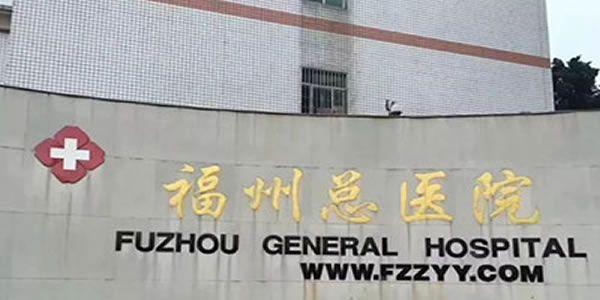 福州总医院
FUZHOU GENERAL HOSPITAL
WWW.FZZYY.COM